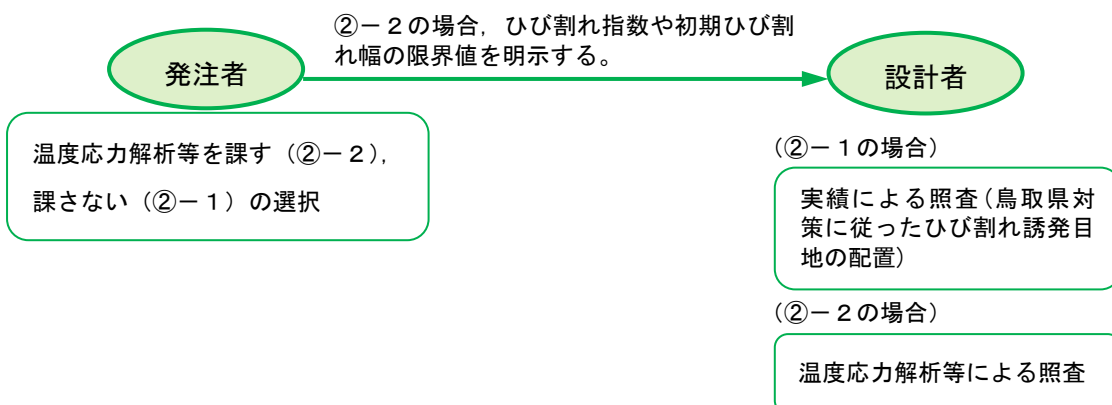 ②－２の場合，ひび割れ指数や初期ひび割
れ幅の限界値を明示する。
発注者
設計者
温度応力解析等を課す（②－２），
課さない（②－１）の選択
（②－１の場合）
実績による照査（鳥取県対
策に従ったひび割れ誘発目
地の配置）
（②－２の場合）
温度応力解析等による照査